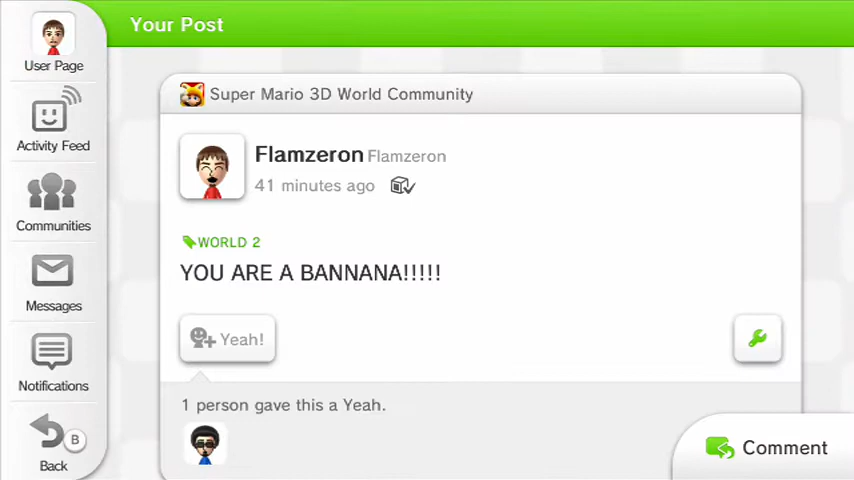 Your Post
User Page
Activity Feed
Communities
Messages
Notifications
B
Back
Super Mario 3D World Community
Flamzeron Flamzeron
41 minutes ago
WORLD 2
YOU ARE A BANNANA!!!!!
Yeah!
1 person gave this a Yeah.
Comment